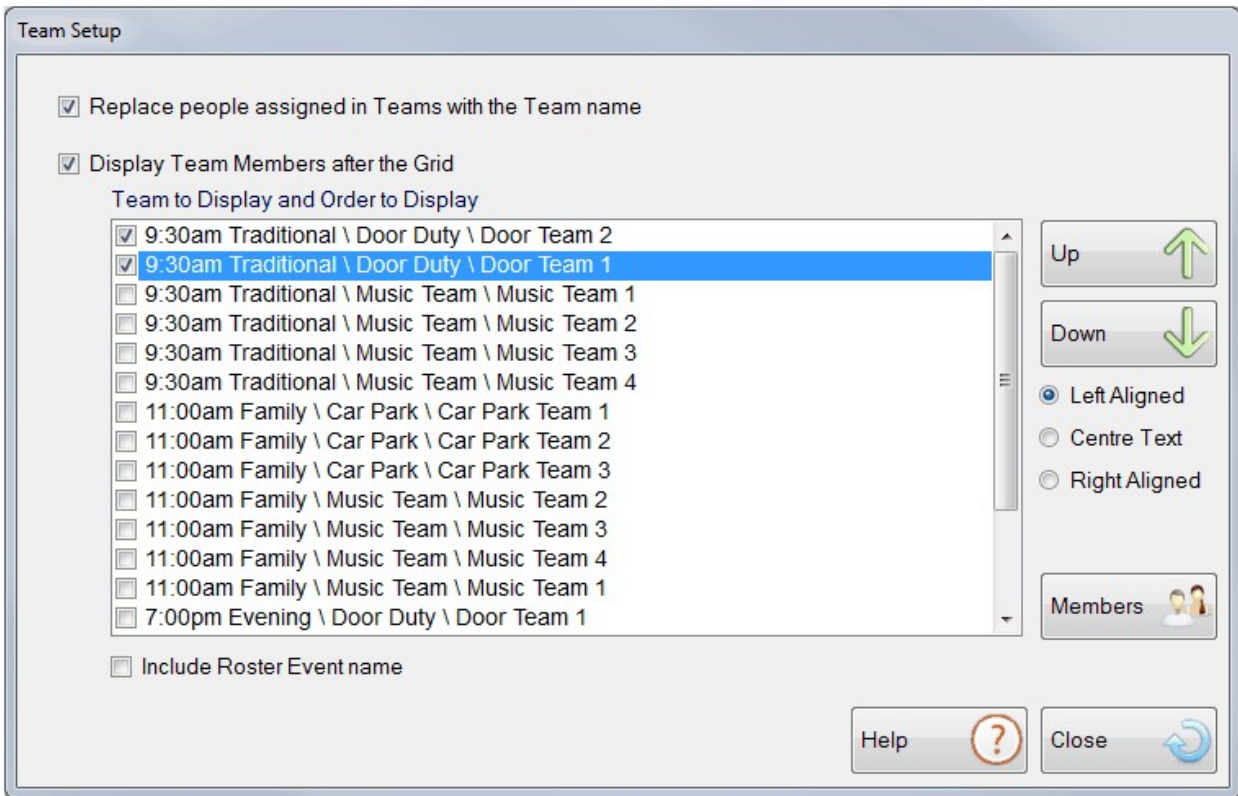 Team Setup
Replace people assigned in Teams with the Team name
Display Team Members after the Grid
Team to Display and Order to Display
9:30am Traditional \ Door Duty \ Door Team 2
9:30am Traditional \ Door Duty \ Door Team 1
9:30am Traditional \ Music Team \ Music Team 1
9:30am Traditional \ Music Team \ Music Team 2
9:30am Traditional \ Music Team \ Music Team 3
9:30am Traditional \ Music Team \ Music Team 4
11:00am Family \ Car Park \ Car Park Team 1
11:00am Family \ Car Park \ Car Park Team 2
11:00am Family \ Car Park \ Car Park Team 3
11:00am Family \ Music Team \ Music Team 2
11:00am Family \ Music Team \ Music Team 3
11:00am Family \ Music Team \ Music Team 4
11:00am Family \ Music Team \ Music Team 1
7:00pm Evening \ Door Duty \ Door Team 1
Include Roster Event name
Up
Down
Left Aligned
Centre Text
Right Aligned
Members
Help
?
Close